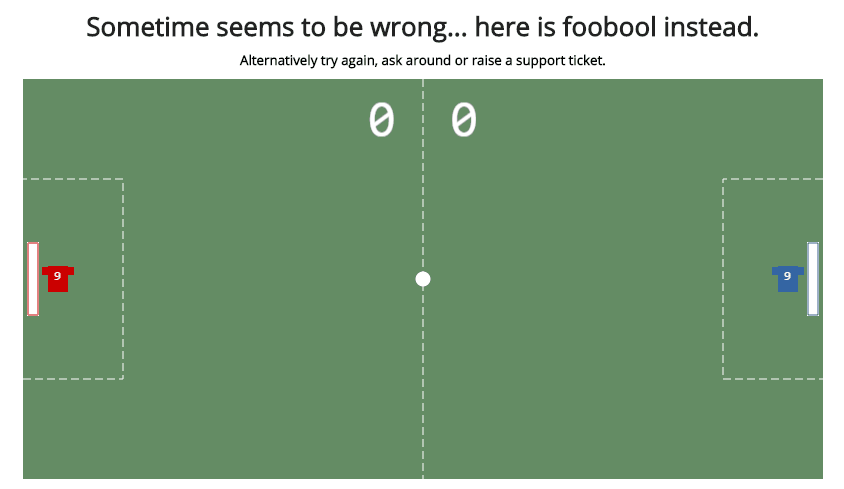 Sometime seems to be wrong... here is foobool instead.
Alternatively try again, ask around or raise a support ticket.
0 0
9 9